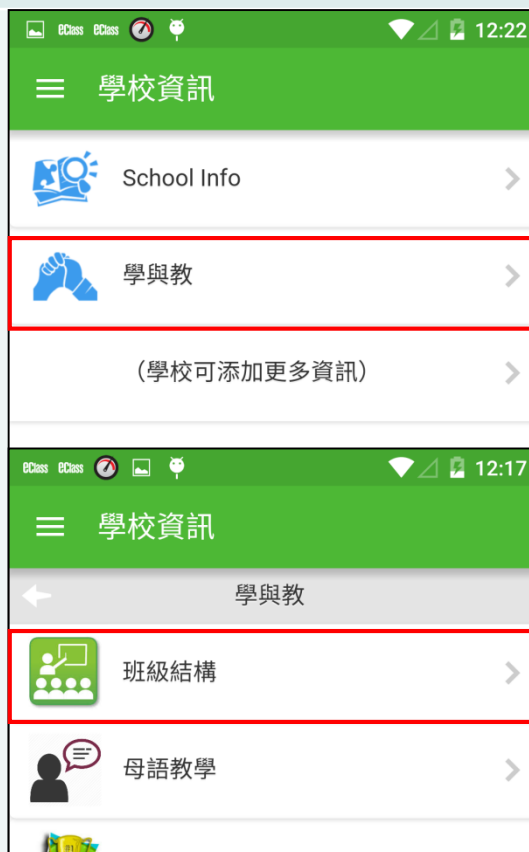 eClass eClass 12:22
學校資訊
School Info
學與教
（學校可添加更多資訊）
eClass eClass 12:17
學校資訊
學與教
班級結構
母語教學